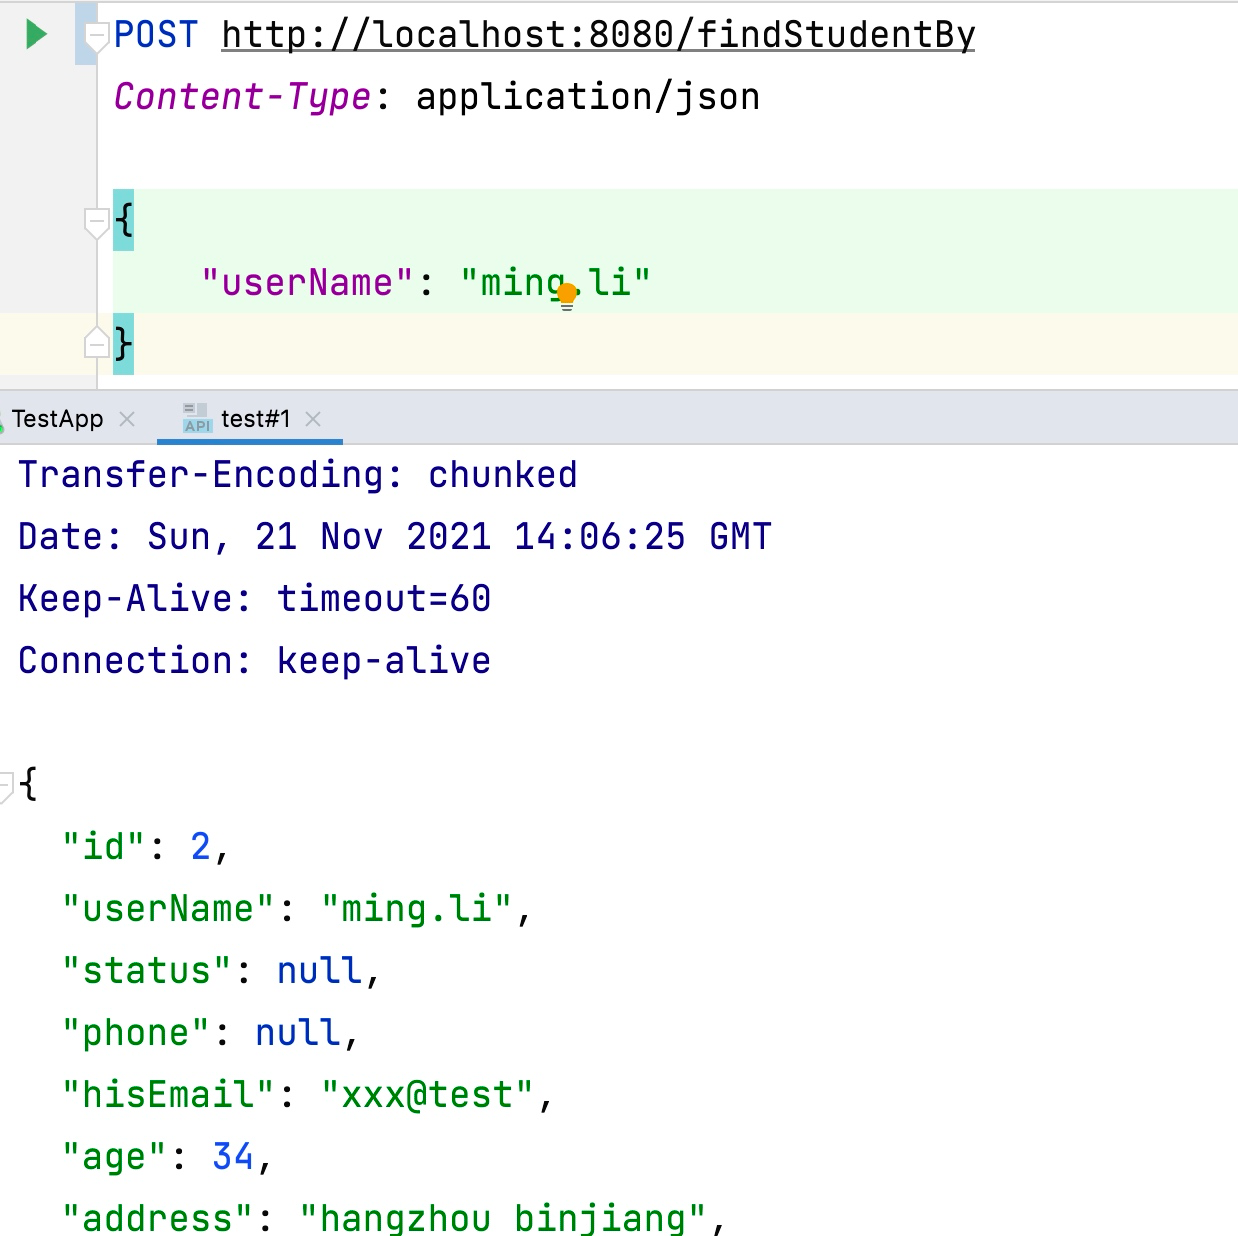 POST http://localhost:8080/findStudentBy
Content-Type: application/json
{
"userName": "ming.li"
}
TestApp
API test#1
Transfer-Encoding: chunked
Date: Sun, 21 Nov 2021 14:06:25 GMT
Keep-Alive: timeout=60
Connection: keep-alive
{
"id": 2,
"userName": "ming.li",
"status": null,
"phone": null,
"hisEmail": "xxx@test",
"age": 34,
"address": "hangzhou binjiang",